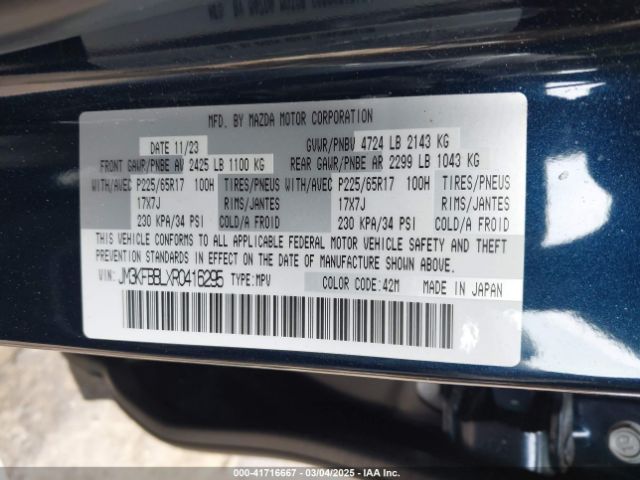 MFD. BY MAZDA MOTOR CORPORATION
DATE 11/23 GVWR/PNBV 4724 LB 2143 KG
FRONT GAWR/PNBE AV 2425 LB 1100 KG REAR GAWR/PNBE AR 2299 LB 1043 KG
WITH/AVEC P225/65R17 100H TIRES/PNEUS WITH/AVEC P225/65R17 100H TIRES/PNEUS
17X7J RIMS/JANTES 17X7J RIMS/JANTES
230 KPA/34 PSI COLD/A FROID 230 KPA/34 PSI COLD/A FROID
THIS VEHICLE CONFORMS TO ALL APPLICABLE FEDERAL MOTOR VEHICLE SAFETY AND THEFT
PREVENTION STANDARDS IN EFFECT ON THE DATE OF MANUFACTURE SHOWN ABOVE.
VIN: JM3KFBBLXR0416295 TYPE:MPV COLOR CODE:42M MADE IN JAPAN
000-41716667 - 03/04/2025 - IAA Inc.